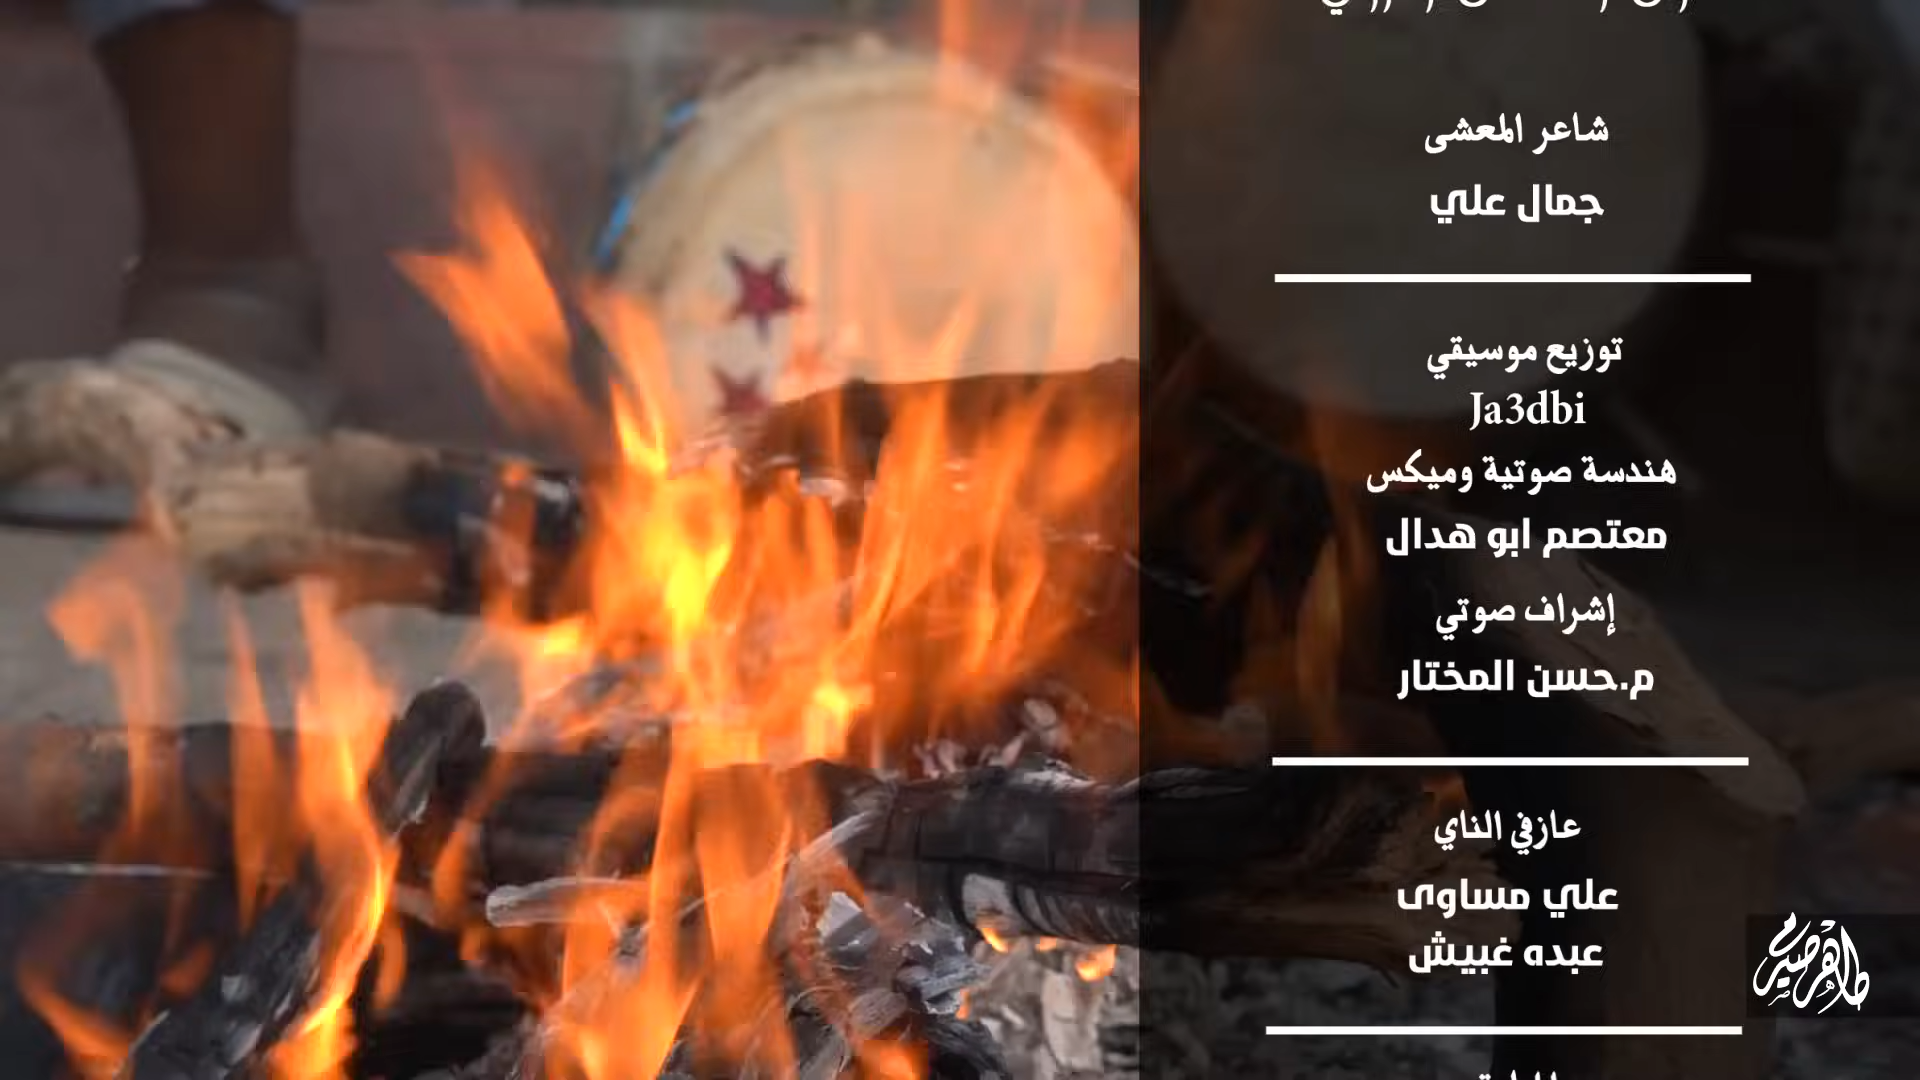 شاعر المعشى
جمال علي
توزيع موسيقي
Ja3dbi
هندسة صوتية وميكس
معتصم ابو هدال
إشراف صوتي
م.حسن المختار
عازفي الناي
علي مساوى
عبده غبيش